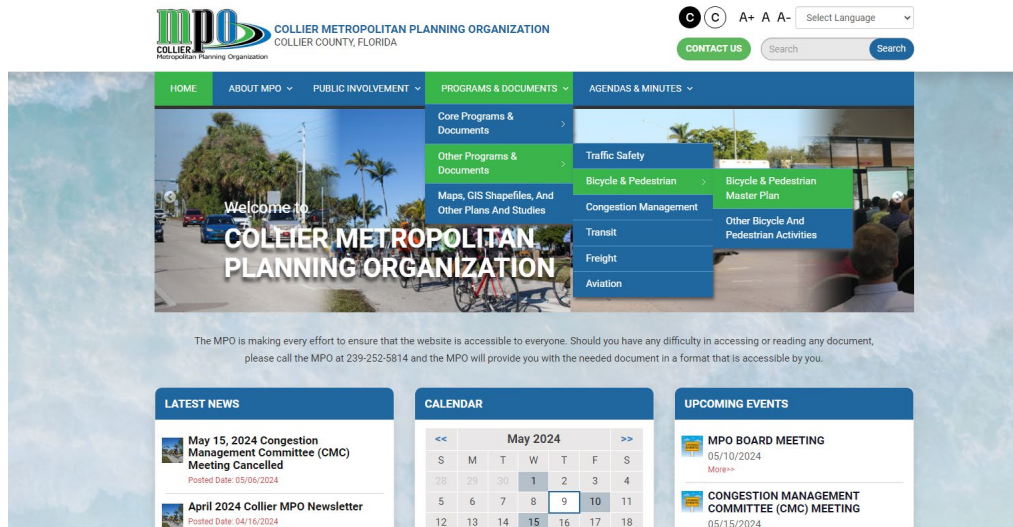 mpo
COLLIER
Metropolitan Planning Organization
COLLIER METROPOLITAN PLANNING ORGANIZATION
COLLIER COUNTY, FLORIDA
C C A+ A A- Select Language
CONTACT US Search Search
HOME ABOUT MPO PUBLIC INVOLVEMENT PROGRAMS & DOCUMENTS AGENDAS & MINUTES
Core Programs &
Documents
Other Programs &
Documents
Maps, GIS Shapefiles, And
Other Plans And Studies
Traffic Safety
Bicycle & Pedestrian
Congestion Management
Transit
Freight
Aviation
Bicycle & Pedestrian
Master Plan
Other Bicycle And
Pedestrian Activities
Welcome to
COLLIER METROPOLITAN
PLANNING ORGANIZATION
The MPO is making every effort to ensure that the website is accessible to everyone. Should you have any difficulty in accessing or reading any document,
please call the MPO at 239-252-5814 and the MPO will provide you with the needed document in a format that is accessible by you.
LATEST NEWS
May 15, 2024 Congestion
Management Committee (CMC)
Meeting Cancelled
Posted Date: 05/06/2024
April 2024 Collier MPO Newsletter
Posted Date: 04/16/2024
CALENDAR
<< May 2024 >>
S M T W T F S
28 29 30 1 2 3 4
5 6 7 8 9 10 11
12 13 14 15 16 17 18
UPCOMING EVENTS
MPO BOARD MEETING
05/10/2024
More>>
CONGESTION MANAGEMENT
COMMITTEE (CMC) MEETING
05/15/2024